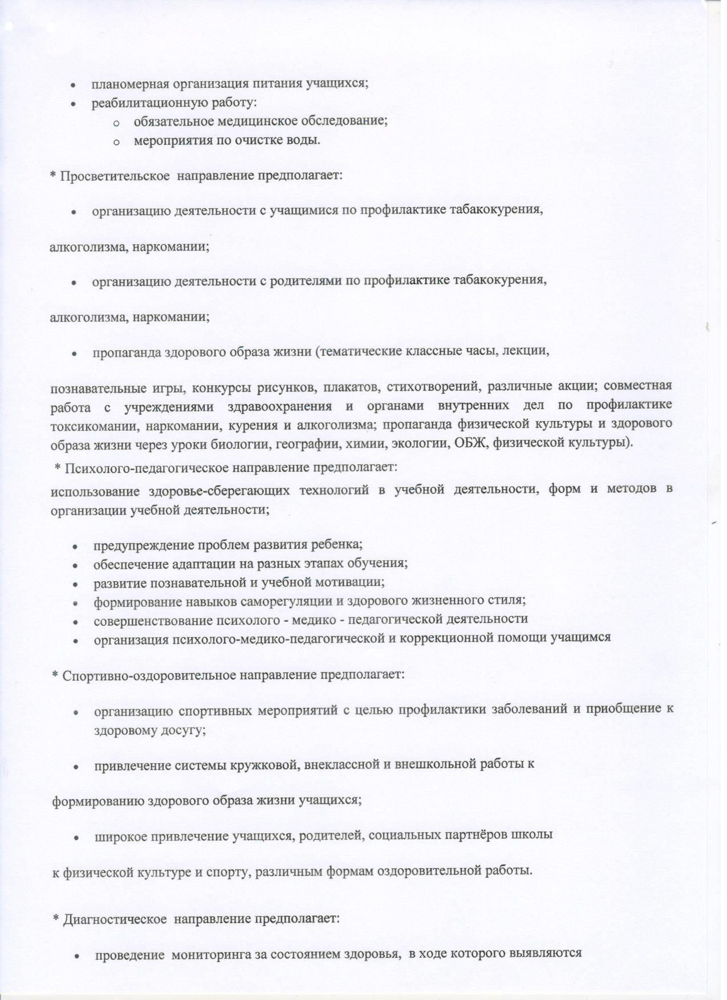 • планомерная организация питания учащихся;
• реабилитационную работу:
o обязательное медицинское обследование;
o мероприятия по очистке воды.
* Просветительское направление предполагает:
• организацию деятельности с учащимися по профилактике табакокурения,
алкоголизма, наркомании;
• организацию деятельности с родителями по профилактике табакокурения,
алкоголизма, наркомании;
• пропаганда здорового образа жизни (тематические классные часы, лекции,
познавательные игры, конкурсы рисунков, плакатов, стихотворений, различные акции; совместная
работа с учреждениями здравоохранения и органами внутренних дел по профилактике
токсикомании, наркомании, курения и алкоголизма; пропаганда физической культуры и здорового
образа жизни через уроки биологии, географии, химии, экологии, ОБЖ, физической культуры).
* Психолого-педагогическое направление предполагает:
использование здоровье-сберегающих технологий в учебной деятельности, форм и методов в
организации учебной деятельности;
• предупреждение проблем развития ребенка;
• обеспечение адаптации на разных этапах обучения;
• развитие познавательной и учебной мотивации;
• формирование навыков саморегуляции и здорового жизненного стиля;
• совершенствование психолого - медико - педагогической деятельности
• организация психолого-медико-педагогической и коррекционной помощи учащимся
* Спортивно-оздоровительное направление предполагает:
• организацию спортивных мероприятий с целью профилактики заболеваний и приобщение к
здоровому досугу;
• привлечение системы кружковой, внеклассной и внешкольной работы к
формированию здорового образа жизни учащихся;
• широкое привлечение учащихся, родителей, социальных партнёров школы
к физической культуре и спорту, различным формам оздоровительной работы.
* Диагностическое направление предполагает:
• проведение мониторинга за состоянием здоровья, в ходе которого выявляются